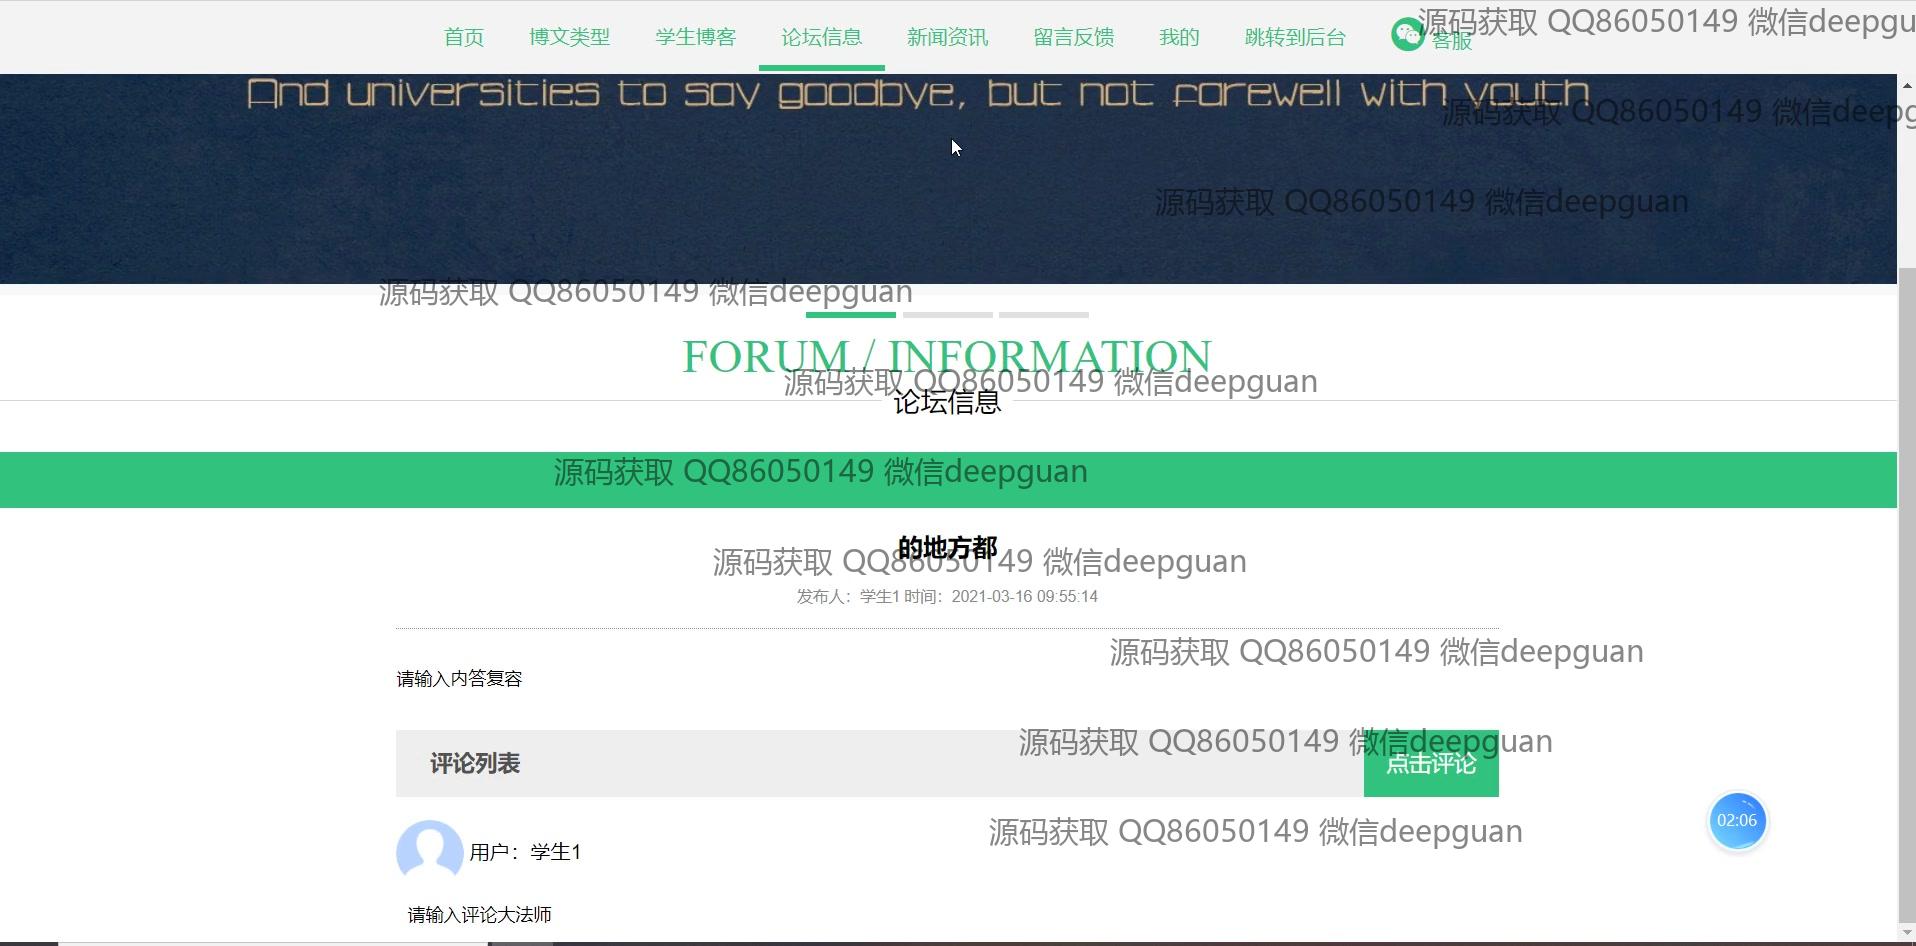 首页 博文类型 学生博客 论坛信息 新闻资讯 留言反馈 我的 跳转到后台 客服
源码获取 QQ86050149 微信deepgu
And universities to say goodbye, but not farewell with youth
源码获取 QQ86050149 微信deepg
源码获取 QQ86050149 微信deepguan
源码获取 QQ86050149 微信deepguan
FORUM / INFORMATION
源码获取 QQ86050149 微信deepguan
论坛信息
源码获取 QQ86050149 微信deepguan
的地方都
源码获取 QQ86050149 微信deepguan
发布人：学生1 时间：2021-03-16 09:55:14
源码获取 QQ86050149 微信deepguan
请输入内答复容
源码获取 QQ86050149 微信deepguan
评论列表 点击评论
02:06
源码获取 QQ86050149 微信deepguan
用户：学生1
请输入评论大法师